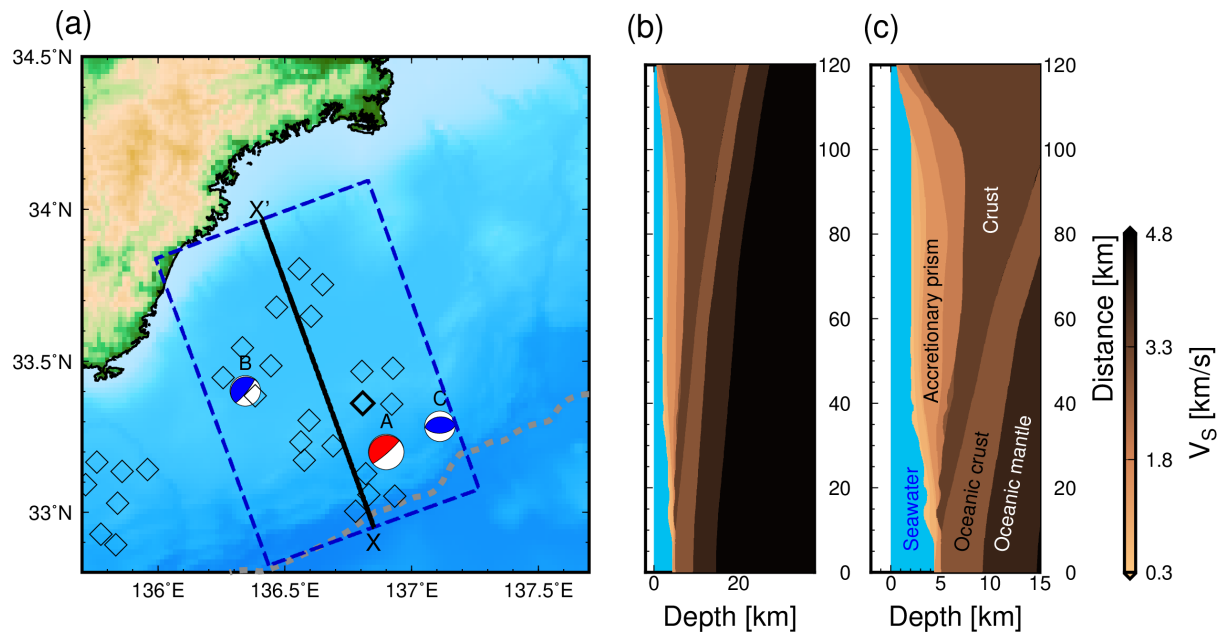 (a)
34.5°N
34°N
33.5°N
33°N
136°E
136.5°E
137°E
137.5°E
X'
B
C
A
X
(b)
120
100
80
60
40
20
0
0
20
Depth [km]
(c)
120
100
80
60
40
20
0
0
5
10
15
Depth [km]
Seawater
Accretionary prism
Crust
Oceanic crust
Oceanic mantle
Distance [km]
4.8
3.3
1.8
0.3
V_S [km/s]